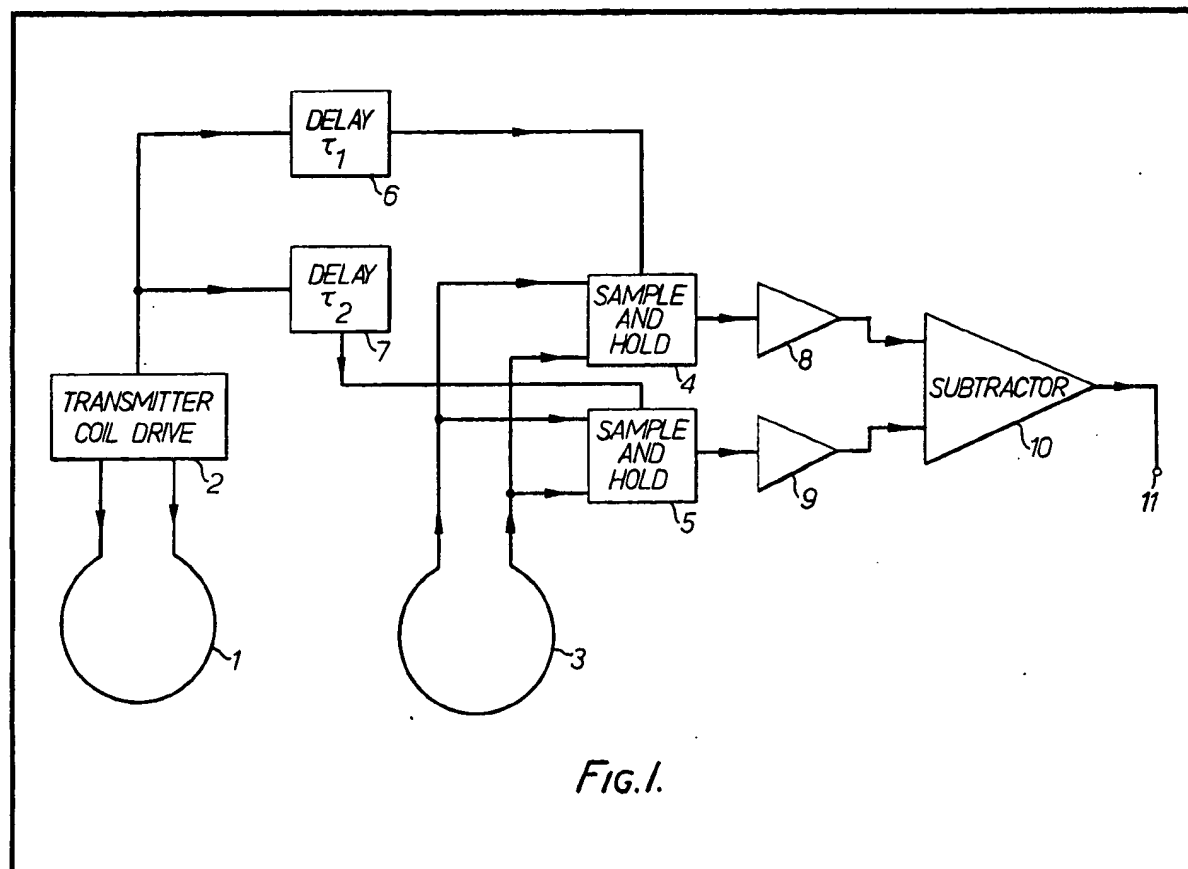 DELAY
τ1
6
DELAY
τ2
7
TRANSMITTER
COIL DRIVE
2
1
3
SAMPLE
AND
HOLD
4
SAMPLE
AND
HOLD
5
8
9
SUBTRACTOR
10
11
FIG.1.